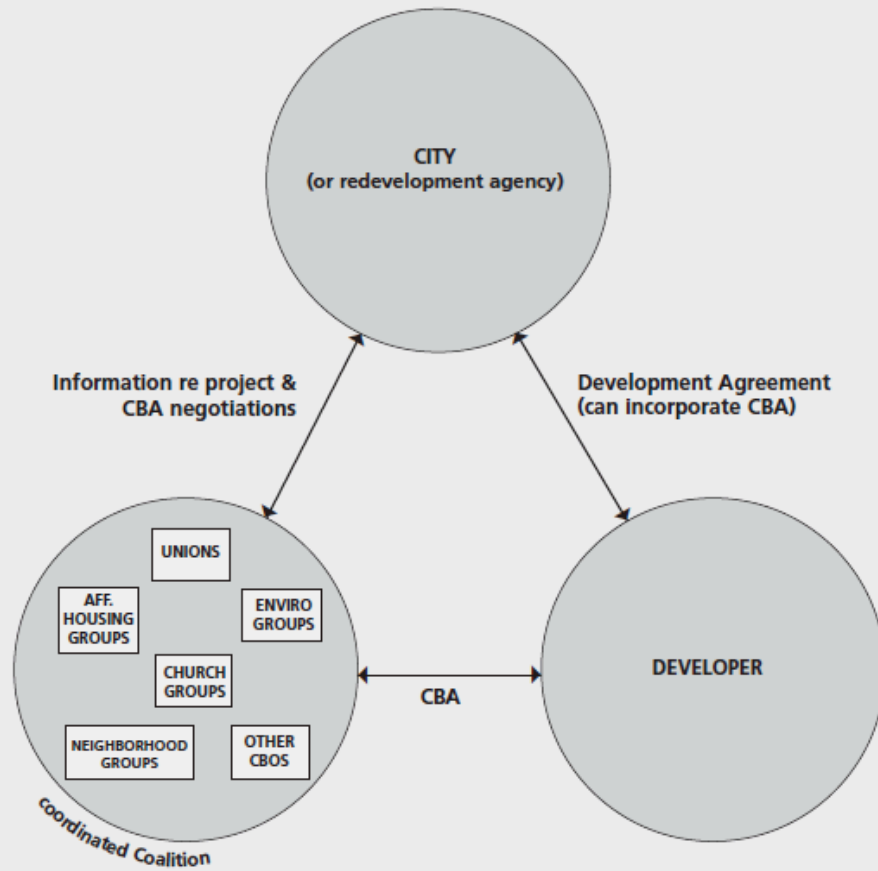 CITY
(or redevelopment agency)
Information re project &
CBA negotiations
Development Agreement
(can incorporate CBA)
UNIONS
AFF.
HOUSING
GROUPS
ENVIRO
GROUPS
CHURCH
GROUPS
NEIGHBORHOOD
GROUPS
OTHER
CBOS
coordinated Coalition
CBA
DEVELOPER